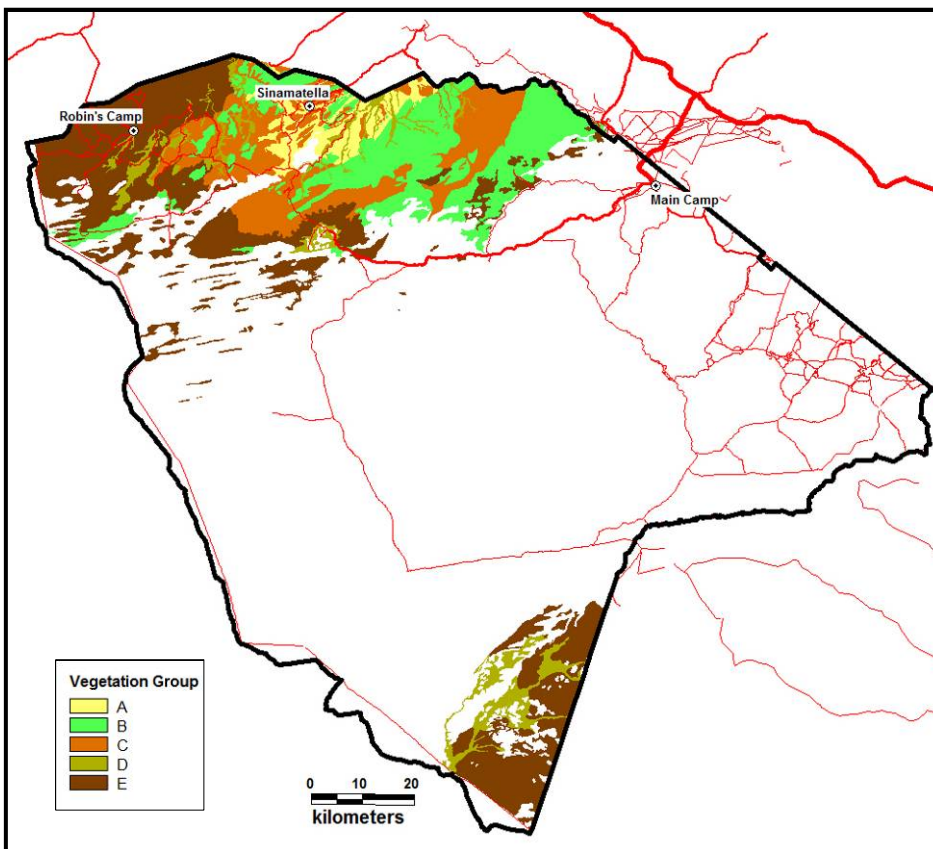 Sinamatella
Robin's Camp
Main Camp
Vegetation Group
A
B
C
D
E
0 10 20
kilometers